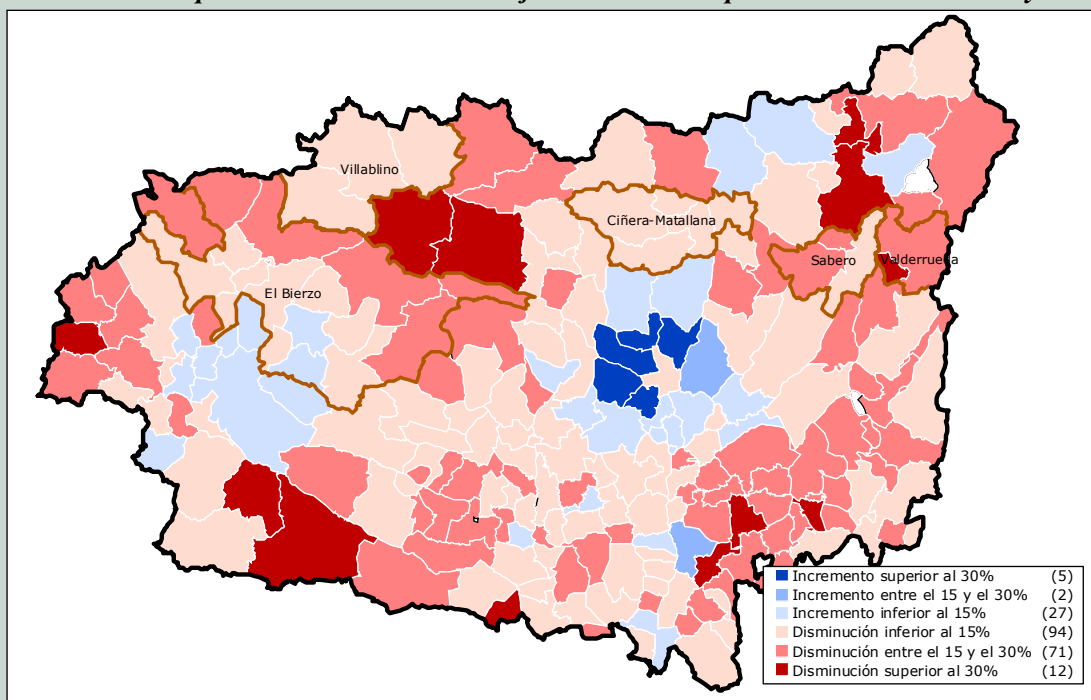 Villablino
Ciñera-Matallana
Sabero
Valderrueda
El Bierzo
Incremento superior al 30% (5)
Incremento entre el 15 y el 30% (2)
Incremento inferior al 15% (27)
Disminución inferior al 15% (94)
Disminución entre el 15 y el 30% (71)
Disminución superior al 30% (12)